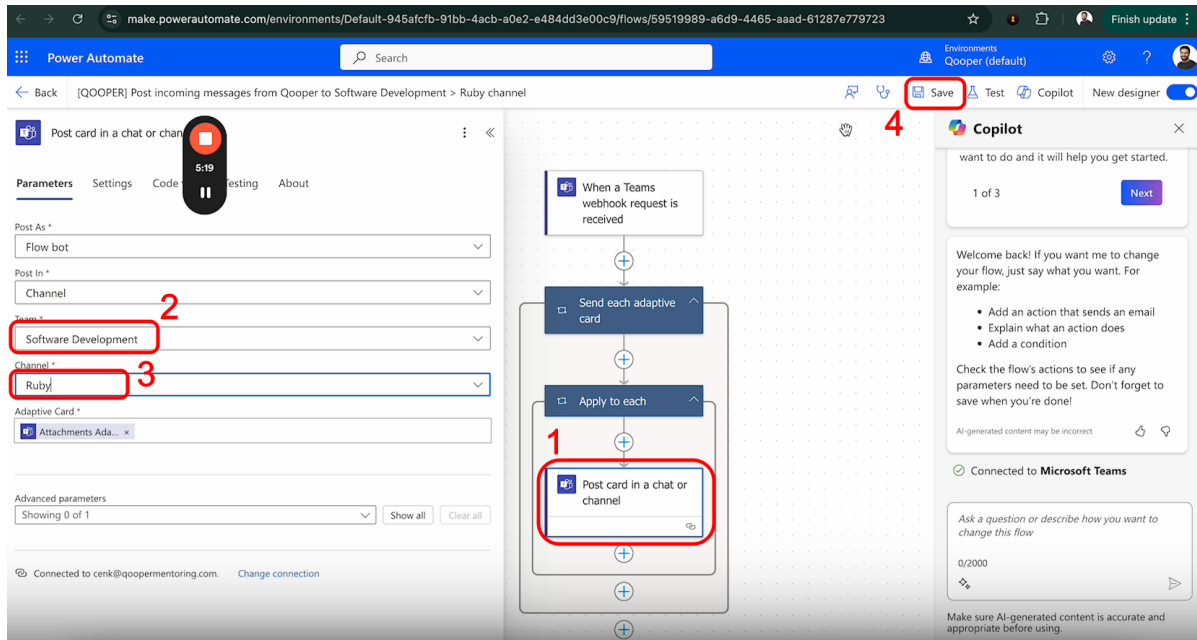 make.powerautomate.com/environments/Default-945afcfb-91bb-4acb-a0e2-e484dd3e00c9/flows/59519989-a6d9-4465-aaad-61287e779723
Finish update
Power Automate
Search
Environments
Qooper (default)
Back
[QOOPER] Post incoming messages from Qooper to Software Development > Ruby channel
Save
Test
Copilot
New designer
4
Post card in a chat or chan
5:19
Parameters
Settings
Code
esting
About
Post As *
Flow bot
Post In *
Channel
2
Team *
Software Development
3
Channel *
Ruby
Adaptive Card *
Attachments Ada... ×
Advanced parameters
Showing 0 of 1
Show all
Clear all
Connected to cenk@qoopermentoring.com.
Change connection
When a Teams
webhook request is
received
Send each adaptive
card
Apply to each
1
Post card in a chat or
channel
Copilot
want to do and it will help you get started.
1 of 3
Next
Welcome back! If you want me to change
your flow, just say what you want. For
example:
• Add an action that sends an email
• Explain what an action does
• Add a condition
Check the flow's actions to see if any
parameters need to be set. Don't forget to
save when you're done!
AI-generated content may be incorrect
Connected to Microsoft Teams
Ask a question or describe how you want to
change this flow
0/2000
Make sure AI-generated content is accurate and
appropriate before using.